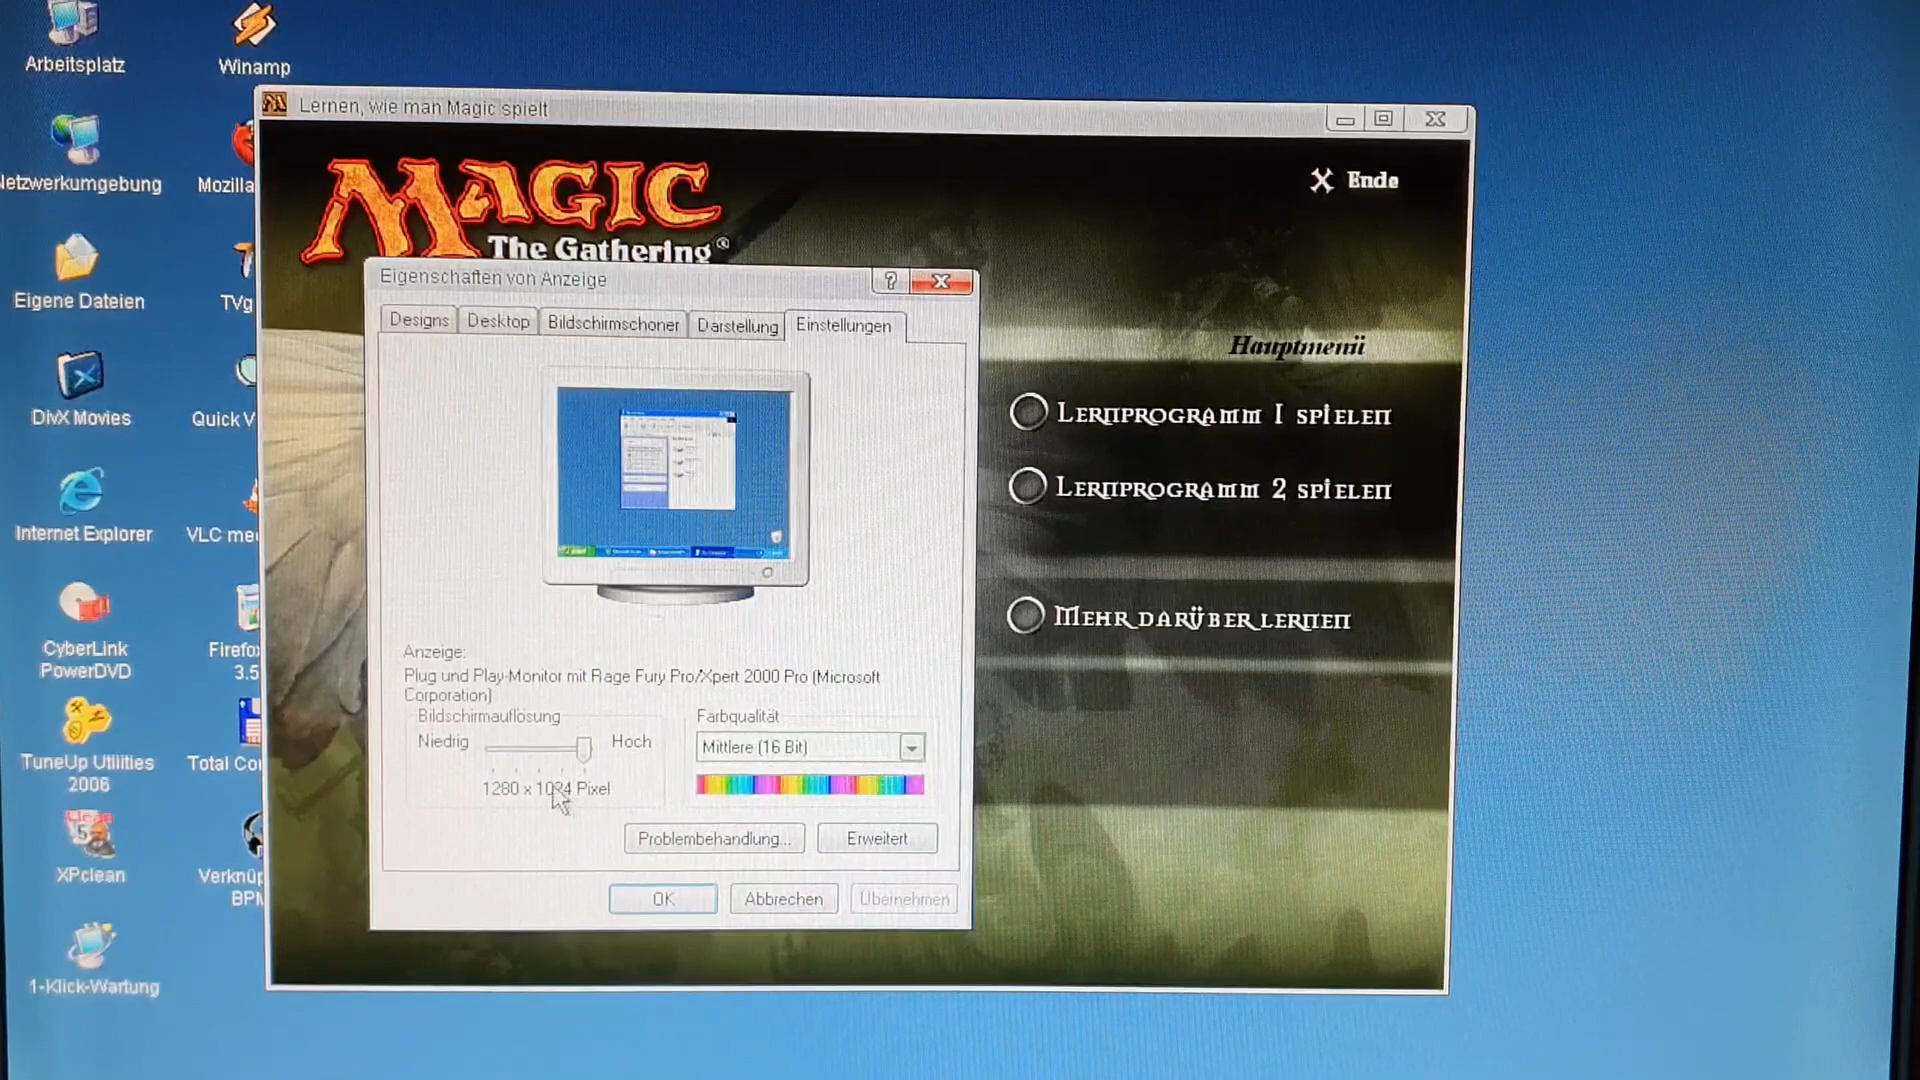 Arbeitsplatz
Winamp
Netzwerkumgebung
Mozilla
Eigene Dateien
TVg
DivX Movies
Quick V
Internet Explorer
VLC me
CyberLink
PowerDVD
Firefox
3.5
TuneUp Utilities
2006
Total Co
XPclean
Verknüp
BPM
1-Klick-Wartung
Lernen, wie man Magic spielt
MAGIC
The Gathering®
Ende
Hauptmenü
Lernprogramm 1 spielen
Lernprogramm 2 spielen
Mehr darüber lernen
Eigenschaften von Anzeige
?
Designs Desktop Bildschirmschoner Darstellung Einstellungen
Anzeige:
Plug und Play-Monitor mit Rage Fury Pro/Xpert 2000 Pro (Microsoft
Corporation)
Bildschirmauflösung
Niedrig Hoch
1280 x 1024 Pixel
Farbqualität
Mittlere (16 Bit)
Problembehandlung... Erweitert
OK Abbrechen Übernehmen